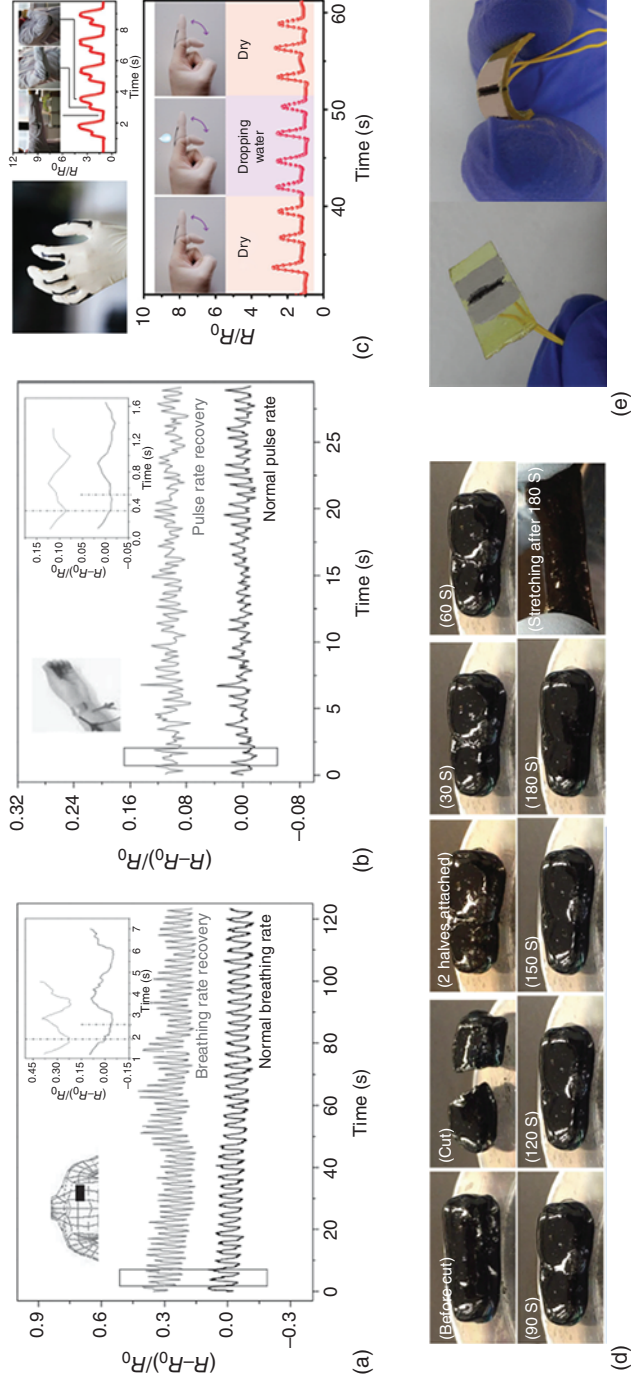 0.9
0.6
0.3
0.0
−0.3
(R–R0)/R0
0.45
0.30
0.15
0.00
−0.15
(R–R0)/R0
1 2 3 4 5 6 7
Time (s)
Breathing rate recovery
Normal breathing rate
0 20 40 60 80 100 120
Time (s)
(a)
0.32
0.24
0.16
0.08
0.00
−0.08
(R–R0)/R0
0.15
0.10
0.05
0.00
−0.05
(R–R0)/R0
0.0 0.4 0.8 1.2 1.6
Time (s)
Pulse rate recovery
Normal pulse rate
0 5 10 15 20 25
Time (s)
(b)
12
9
6
3
0
R/R0
2 4 6 8
Time (s)
10
8
6
4
2
0
R/R0
Dry
Dropping
water
Dry
40 50 60
Time (s)
(c)
(Before cut)
(Cut)
(2 halves attached)
(30 S)
(60 S)
(90 S)
(120 S)
(150 S)
(180 S)
(Stretching after 180 S)
(d)
(e)